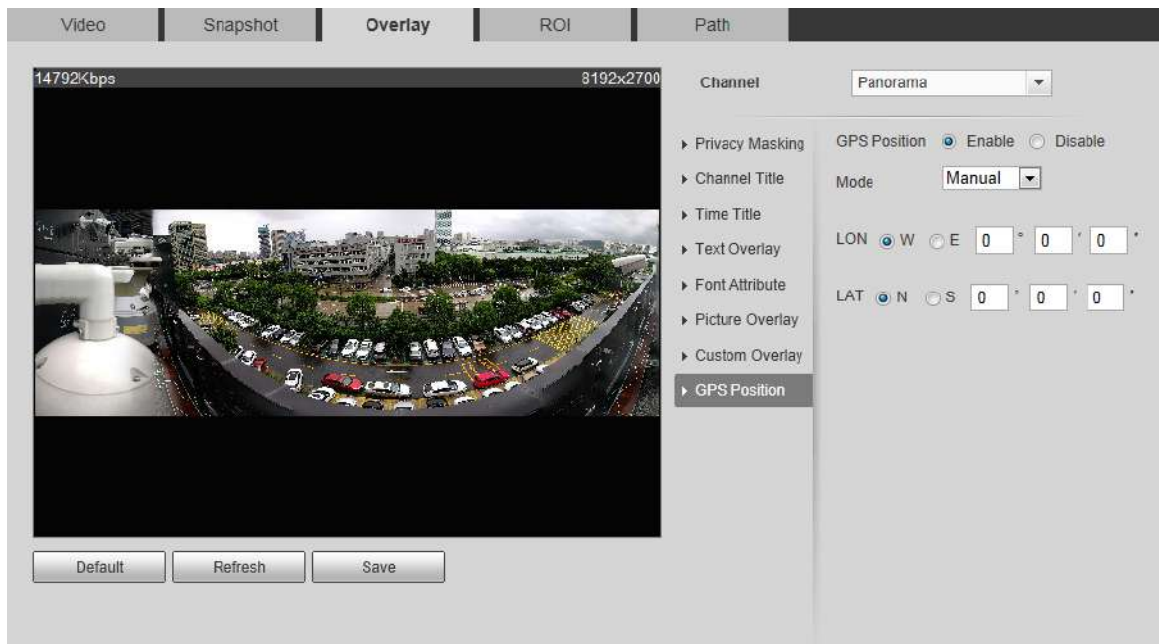 Video Snapshot Overlay ROI Path
14792Kbps 8192x2700
Channel Panorama
Privacy Masking
Channel Title
Time Title
Text Overlay
Font Attribute
Picture Overlay
Custom Overlay
GPS Position
GPS Position Enable Disable
Mode Manual
LON W E 0 ° 0 ' 0 "
LAT N S 0 ° 0 ' 0 "
Default Refresh Save